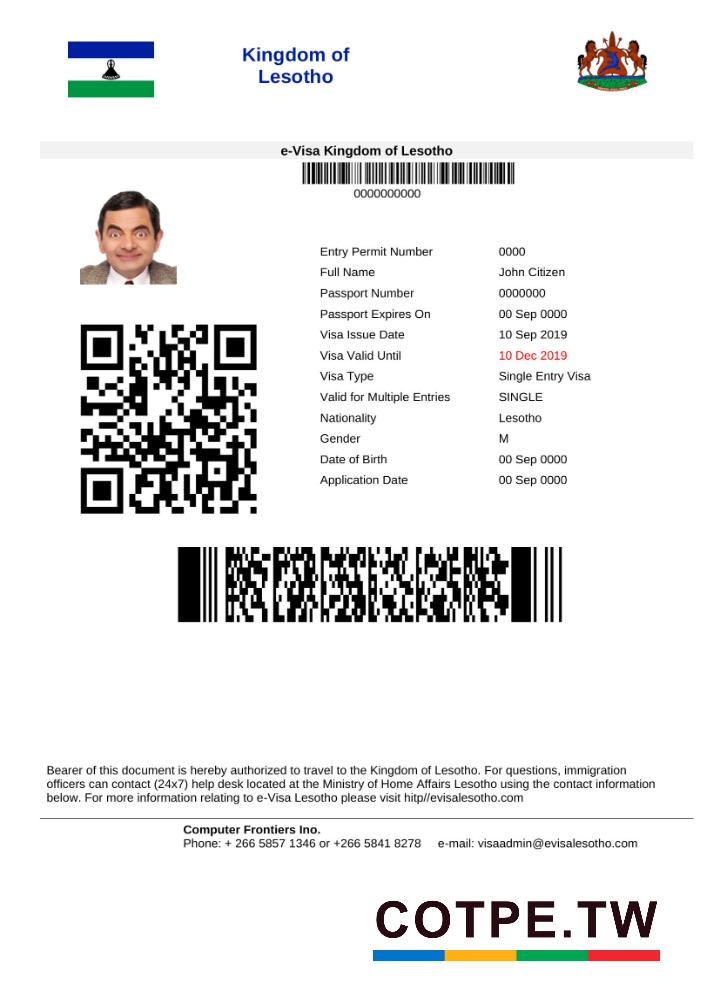 Kingdom of
Lesotho
e-Visa Kingdom of Lesotho
0000000000
Entry Permit Number 0000
Full Name John Citizen
Passport Number 0000000
Passport Expires On 00 Sep 0000
Visa Issue Date 10 Sep 2019
Visa Valid Until 10 Dec 2019
Visa Type Single Entry Visa
Valid for Multiple Entries SINGLE
Nationality Lesotho
Gender M
Date of Birth 00 Sep 0000
Application Date 00 Sep 0000
Bearer of this document is hereby authorized to travel to the Kingdom of Lesotho. For questions, immigration
officers can contact (24x7) help desk located at the Ministry of Home Affairs Lesotho using the contact information
below. For more information relating to e-Visa Lesotho please visit hitp//evisalesotho.com
Computer Frontiers Ino.
Phone: + 266 5857 1346 or +266 5841 8278 e-mail: visaadmin@evisalesotho.com
COTPE.TW